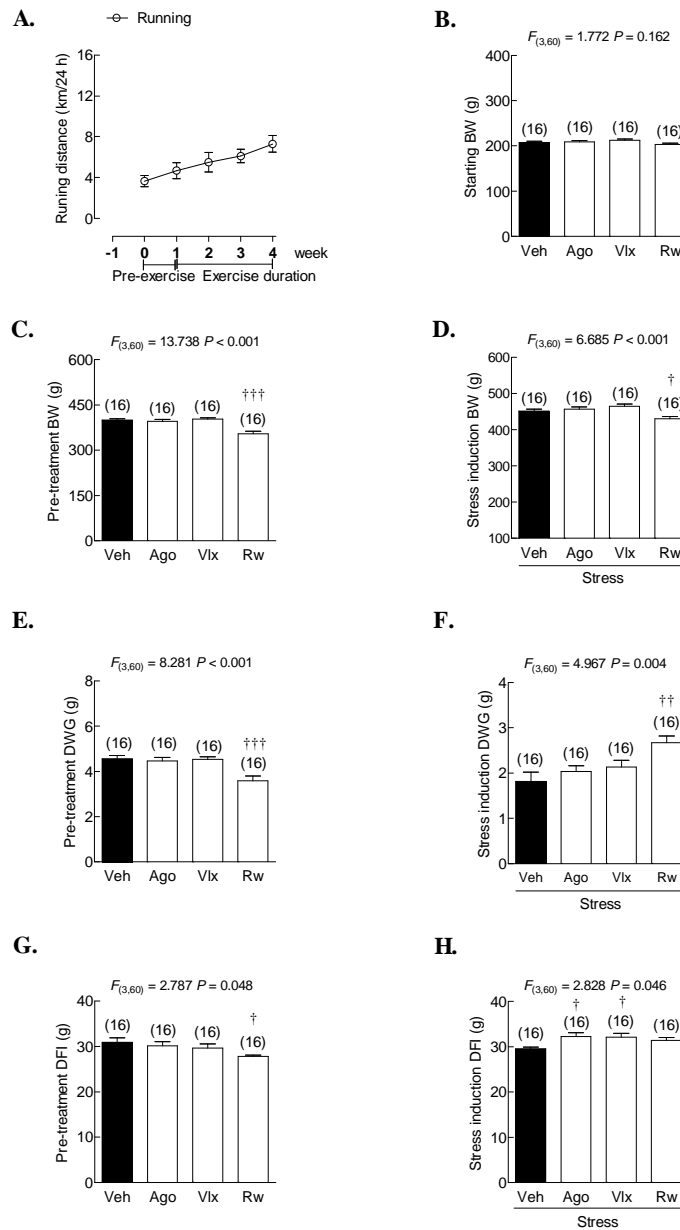 A.
Running
Runing distance (km/24 h)
16
12
8
4
0
-1 0 1 2 3 4 week
Pre-exercise Exercise duration
B.
F(3,60) = 1.772 P = 0.162
Starting BW (g)
400
300
200
100
0
(16) (16) (16) (16)
Veh Ago Vlx Rw
C.
F(3,60) = 13.738 P < 0.001
Pre-treatment BW (g)
600
450
300
150
0
†††
(16) (16) (16) (16)
Veh Ago Vlx Rw
D.
F(3,60) = 6.685 P < 0.001
Stress induction BW (g)
600
500
400
300
200
100
†
(16) (16) (16) (16)
Veh Ago Vlx Rw
Stress
E.
F(3,60) = 8.281 P < 0.001
Pre-treatment DWG (g)
8
6
4
2
0
†††
(16) (16) (16) (16)
Veh Ago Vlx Rw
F.
F(3,60) = 4.967 P = 0.004
Stress induction DWG (g)
4
3
2
1
0
††
(16) (16) (16) (16)
Veh Ago Vlx Rw
Stress
G.
F(3,60) = 2.787 P = 0.048
Pre-treatment DFI (g)
40
30
20
10
0
†
(16) (16) (16) (16)
Veh Ago Vlx Rw
H.
F(3,60) = 2.828 P = 0.046
Stress induction DFI (g)
40
30
20
10
0
† †
(16) (16) (16) (16)
Veh Ago Vlx Rw
Stress